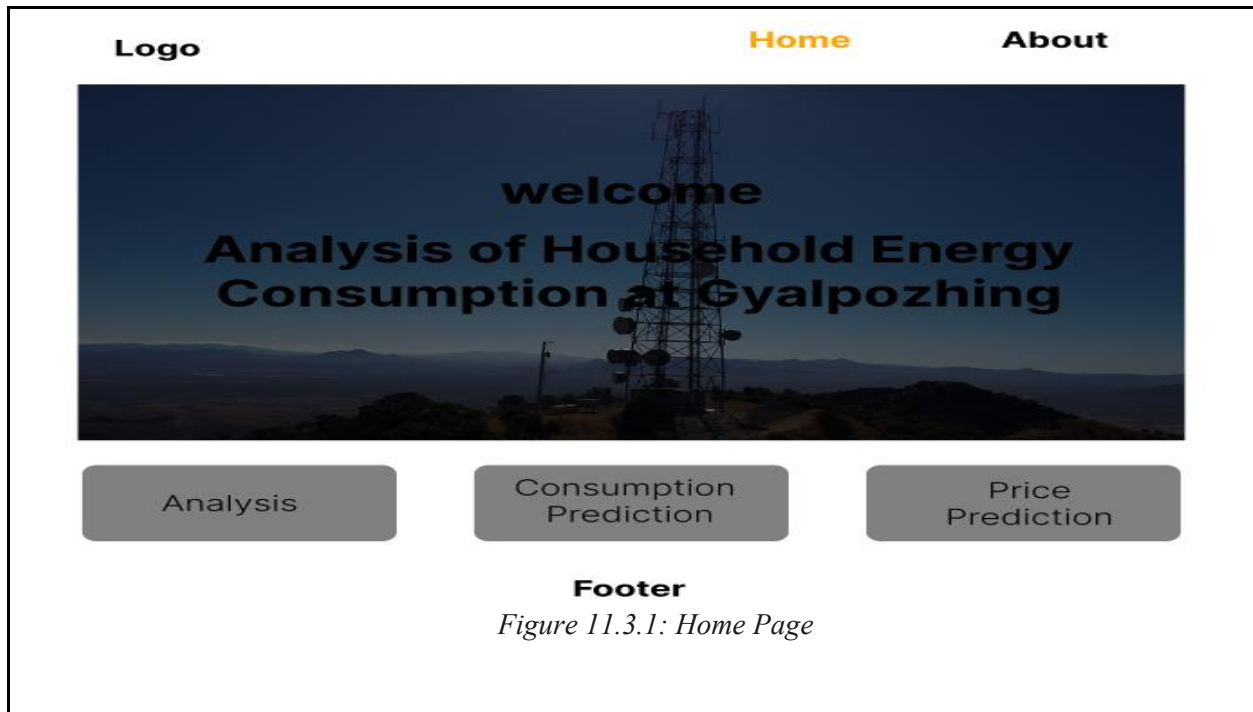 Logo
Home
About
welcome
Analysis of Household Energy
Consumption at Gyalpozhing
Analysis
Consumption
Prediction
Price
Prediction
Footer
Figure 11.3.1: Home Page